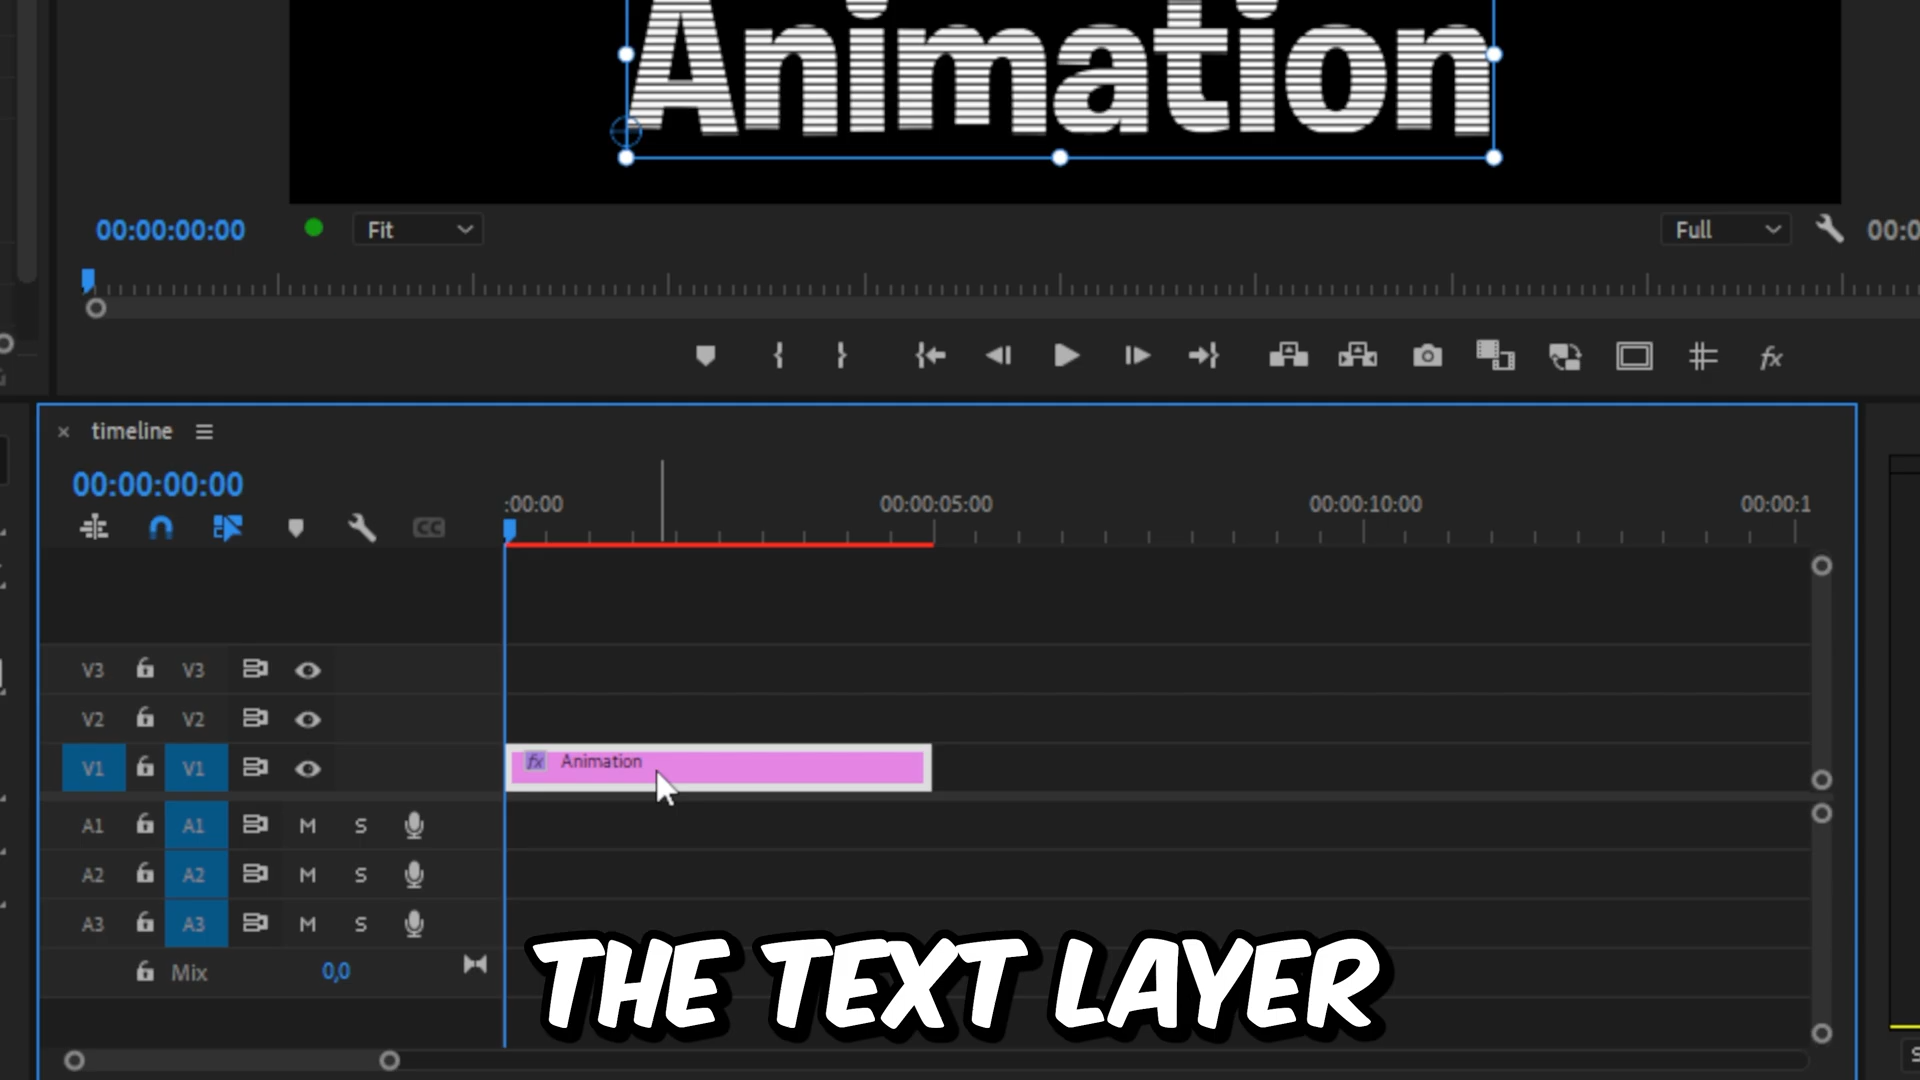 Animation
00:00:00:00 Fit Full 00:0
× timeline
00:00:00:00
:00:00 00:00:05:00 00:00:10:00 00:00:1
CC
V3 V3
V2 V2
V1 V1 fx Animation
A1 A1 M S
A2 A2 M S
A3 A3 M S
Mix 0,0
THE TEXT LAYER
fx